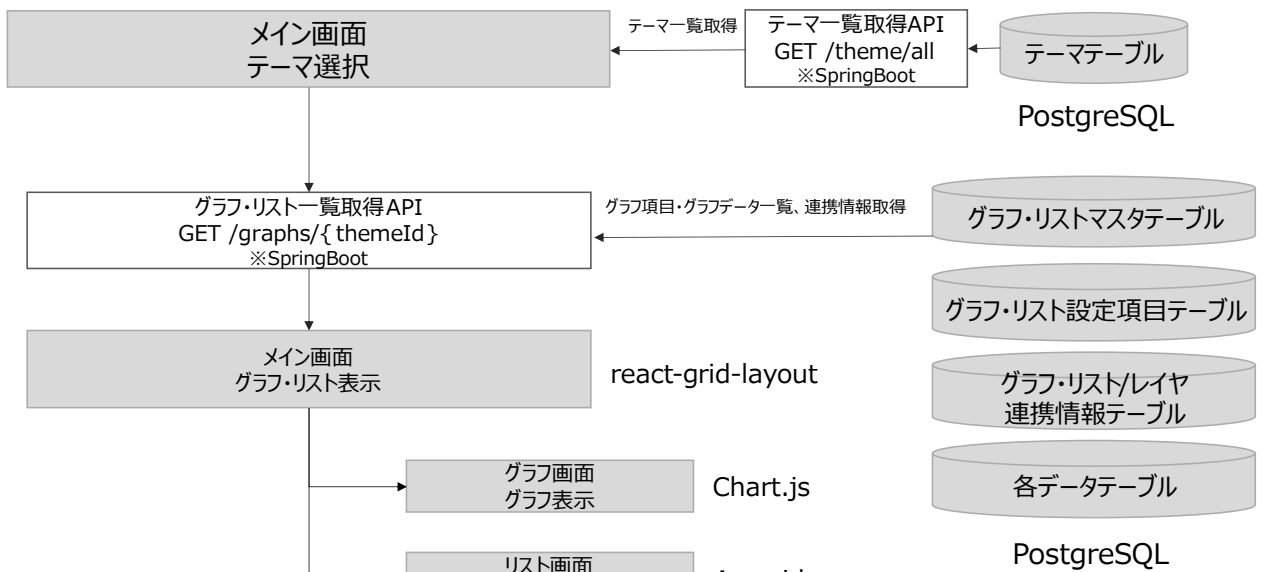 メイン画面
テーマ選択
テーマ一覧取得
テーマ一覧取得API
GET /theme/all
※SpringBoot
テーマテーブル
PostgreSQL
グラフ・リスト一覧取得API
GET /graphs/{themeId}
※SpringBoot
グラフ項目・グラフデータ一覧、連携情報取得
グラフ・リストマスタテーブル
グラフ・リスト設定項目テーブル
メイン画面
グラフ・リスト表示
react-grid-layout
グラフ・リスト/レイヤ
連携情報テーブル
グラフ画面
グラフ表示
Chart.js
各データテーブル
リスト画面
PostgreSQL